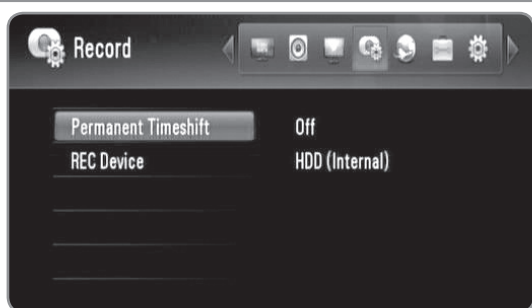 Record
Permanent Timeshift Off
REC Device HDD (Internal)